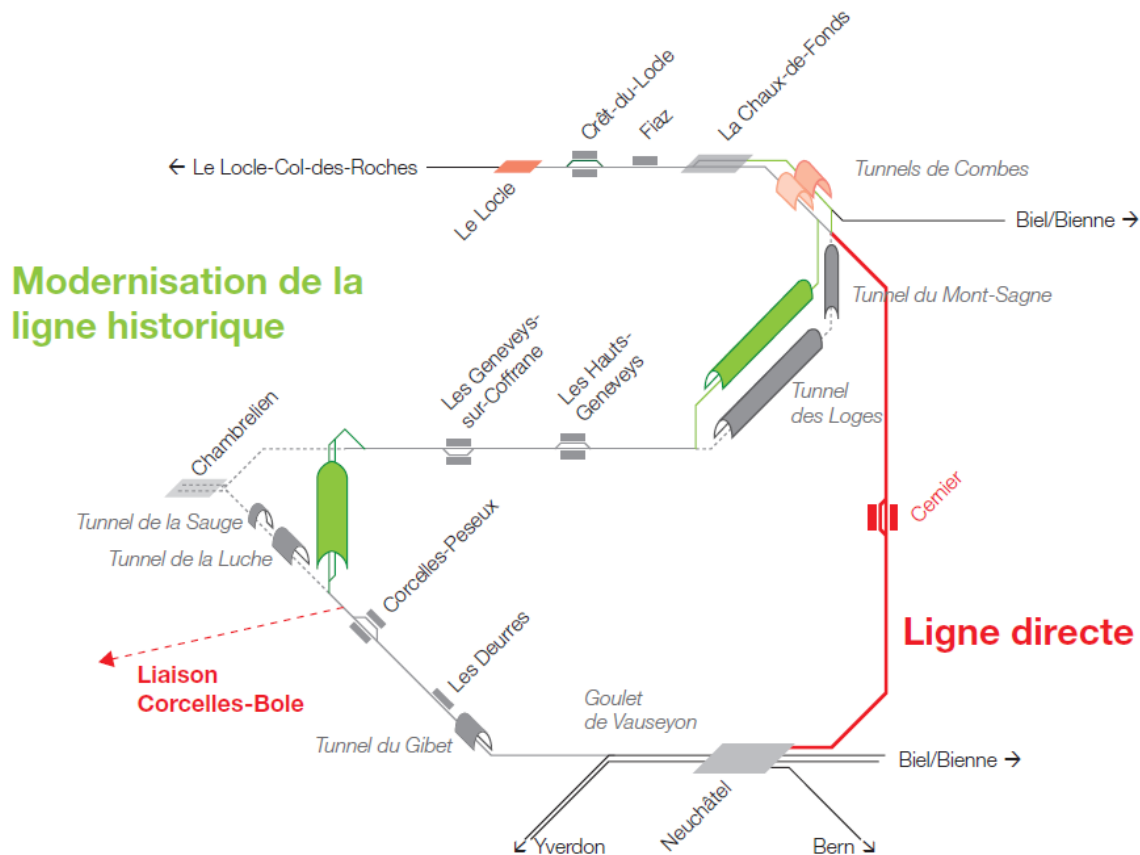 Crêt-du-Locle
Fiaz
La Chaux-de-Fonds
← Le Locle-Col-des-Roches
Le Locle
Tunnels de Combes
Biel/Bienne →
Modernisation de la
ligne historique
Tunnel du Mont-Sagne
Les Geneveys-
sur-Coffrane
Les Hauts-
Geneveys
Tunnel
des Loges
Chambrelien
Tunnel de la Sauge
Tunnel de la Luche
Cernier
Corcelles-Peseux
Ligne directe
Liaison
Corcelles-Bole
Les Deurres
Goulet
de Vauseyon
Tunnel du Gibet
Biel/Bienne →
Neuchâtel
Yverdon
Bern